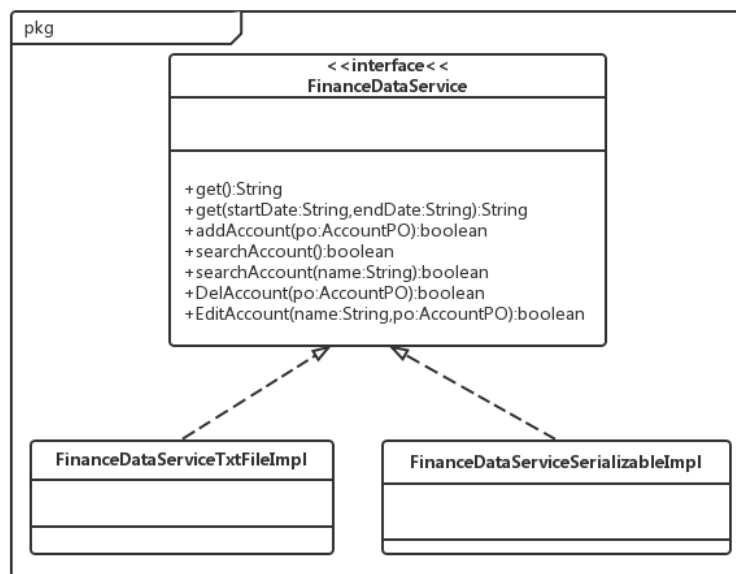 pkg
<<interface<<
FinanceDataService
+get():String
+get(startDate:String,endDate:String):String
+addAccount(po:AccountPO):boolean
+searchAccount():boolean
+searchAccount(name:String):boolean
+DelAccount(po:AccountPO):boolean
+EditAccount(name:String,po:AccountPO):boolean
FinanceDataServiceTxtFileImpl
FinanceDataServiceSerializableImpl